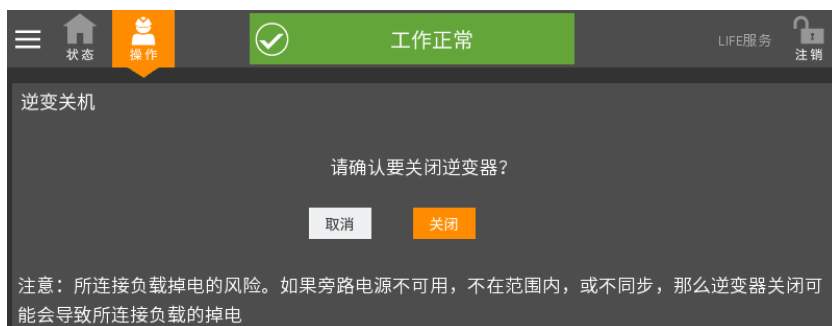 工作正常
LIFE服务
状态
操作
注销
逆变关机
请确认要关闭逆变器?
取消
关闭
注意：所连接负载掉电的风险。如果旁路电源不可用，不在范围内，或不同步，那么逆变器关闭可
能会导致所连接负载的掉电